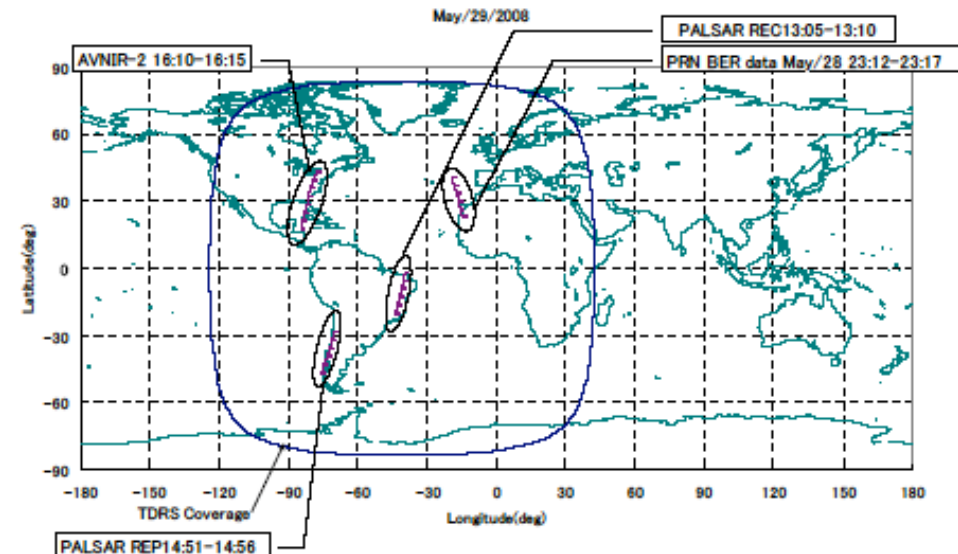 May/29/2008
PALSAR REC13:05-13:10
AVNIR-2 16:10-16:15
PRN BER data May/28 23:12-23:17
90
60
30
0
-30
-60
-90
Latitude(deg)
-180 -150 -120 -90 -60 -30 0 30 60 90 120 150 180
TDRS Coverage
Longitude(deg)
PALSAR REP14:51-14:56